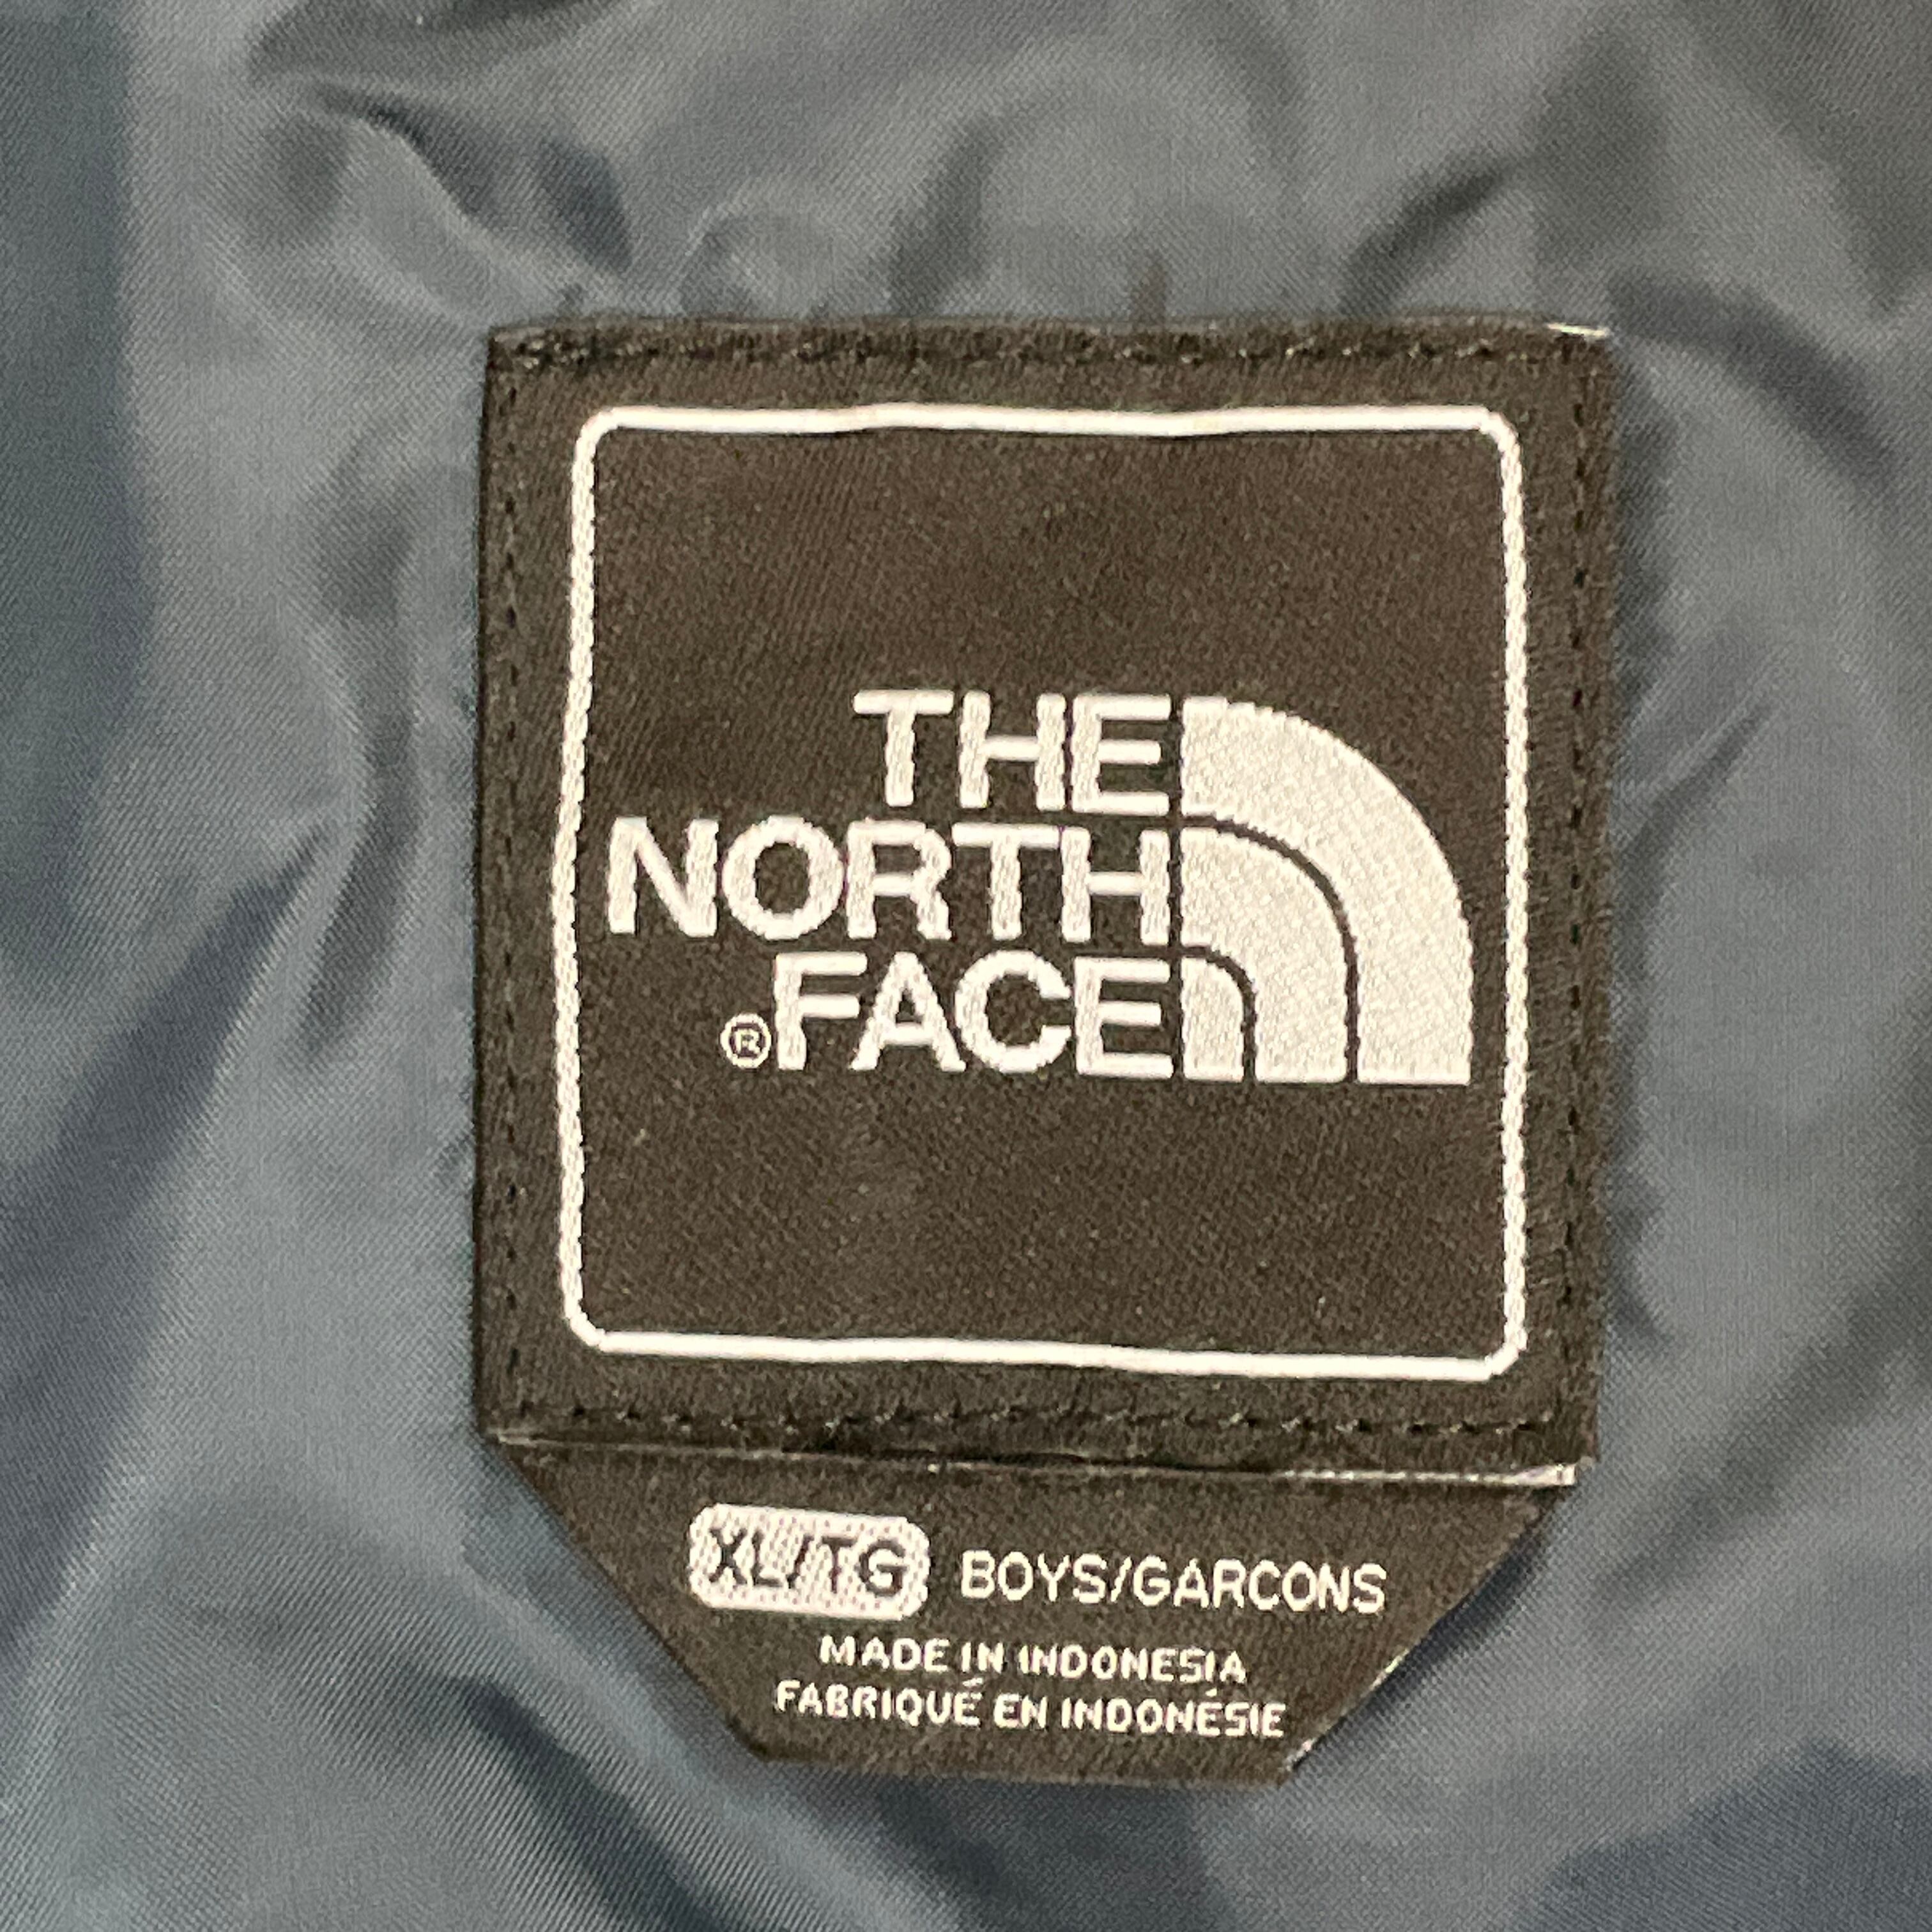 THE
NORTH
®FACE
XL/TG BOYS/GARCONS
MADE IN INDONESIA
FABRIQUÉ EN INDONÉSIE